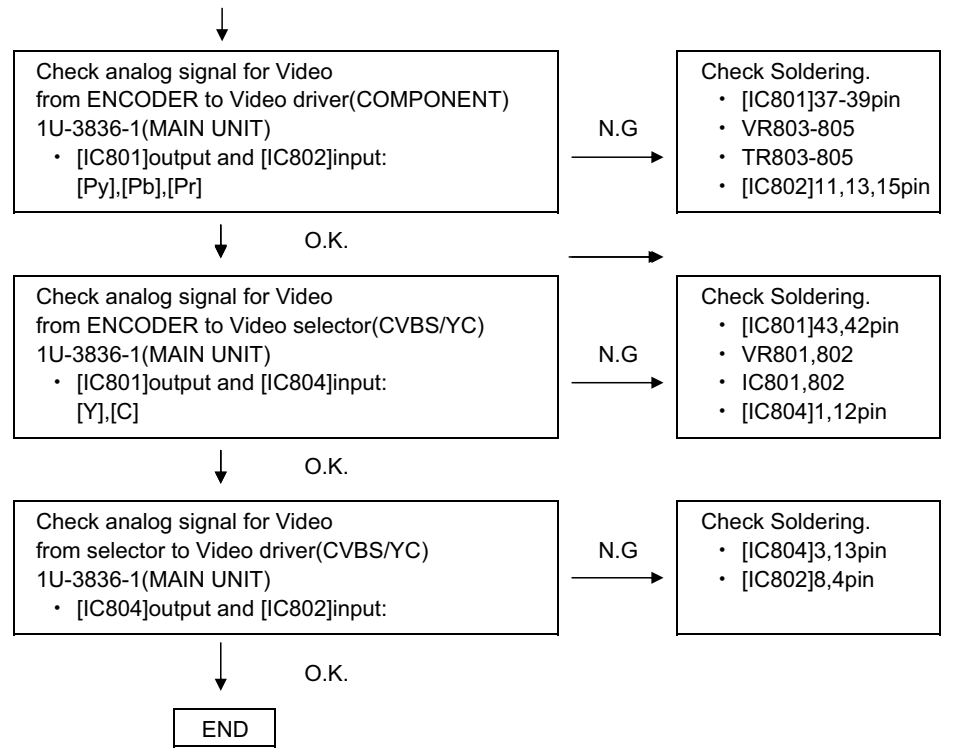 Check analog signal for Video
from ENCODER to Video driver(COMPONENT)
1U-3836-1(MAIN UNIT)
・ [IC801]output and [IC802]input:
[Py],[Pb],[Pr]
N.G
Check Soldering.
・ [IC801]37-39pin
・ VR803-805
・ TR803-805
・ [IC802]11,13,15pin
O.K.
Check analog signal for Video
from ENCODER to Video selector(CVBS/YC)
1U-3836-1(MAIN UNIT)
・ [IC801]output and [IC804]input:
[Y],[C]
N.G
Check Soldering.
・ [IC801]43,42pin
・ VR801,802
・ IC801,802
・ [IC804]1,12pin
O.K.
Check analog signal for Video
from selector to Video driver(CVBS/YC)
1U-3836-1(MAIN UNIT)
・ [IC804]output and [IC802]input:
N.G
Check Soldering.
・ [IC804]3,13pin
・ [IC802]8,4pin
O.K.
END